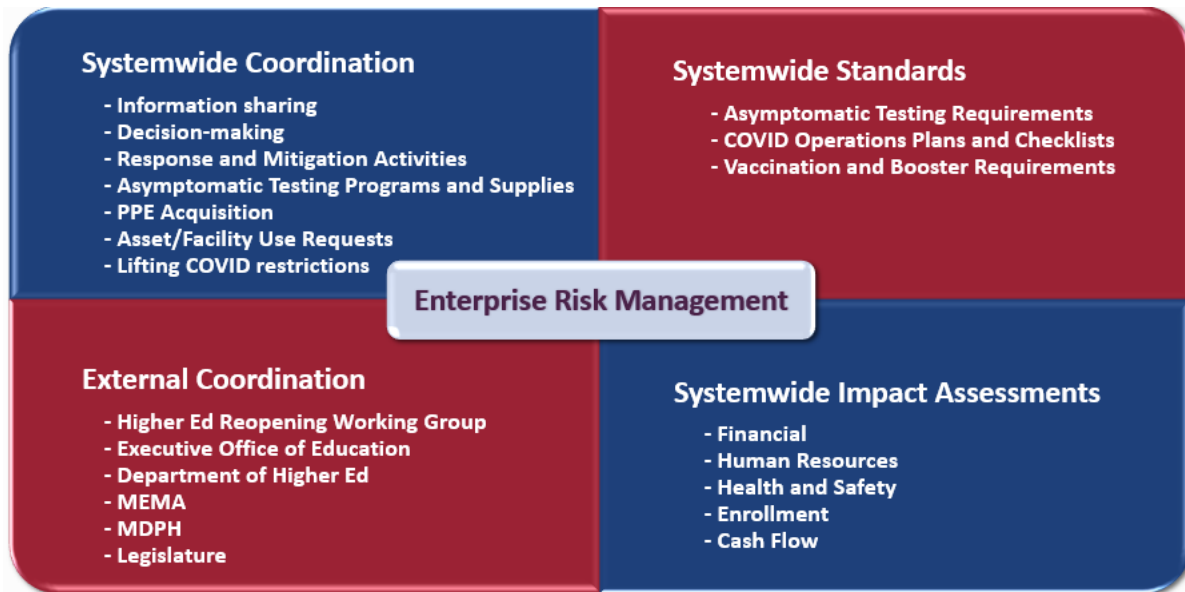 Systemwide Coordination
- Information sharing
- Decision-making
- Response and Mitigation Activities
- Asymptomatic Testing Programs and Supplies
- PPE Acquisition
- Asset/Facility Use Requests
- Lifting COVID restrictions
Systemwide Standards
- Asymptomatic Testing Requirements
- COVID Operations Plans and Checklists
- Vaccination and Booster Requirements
Enterprise Risk Management
External Coordination
- Higher Ed Reopening Working Group
- Executive Office of Education
- Department of Higher Ed
- MEMA
- MDPH
- Legislature
Systemwide Impact Assessments
- Financial
- Human Resources
- Health and Safety
- Enrollment
- Cash Flow